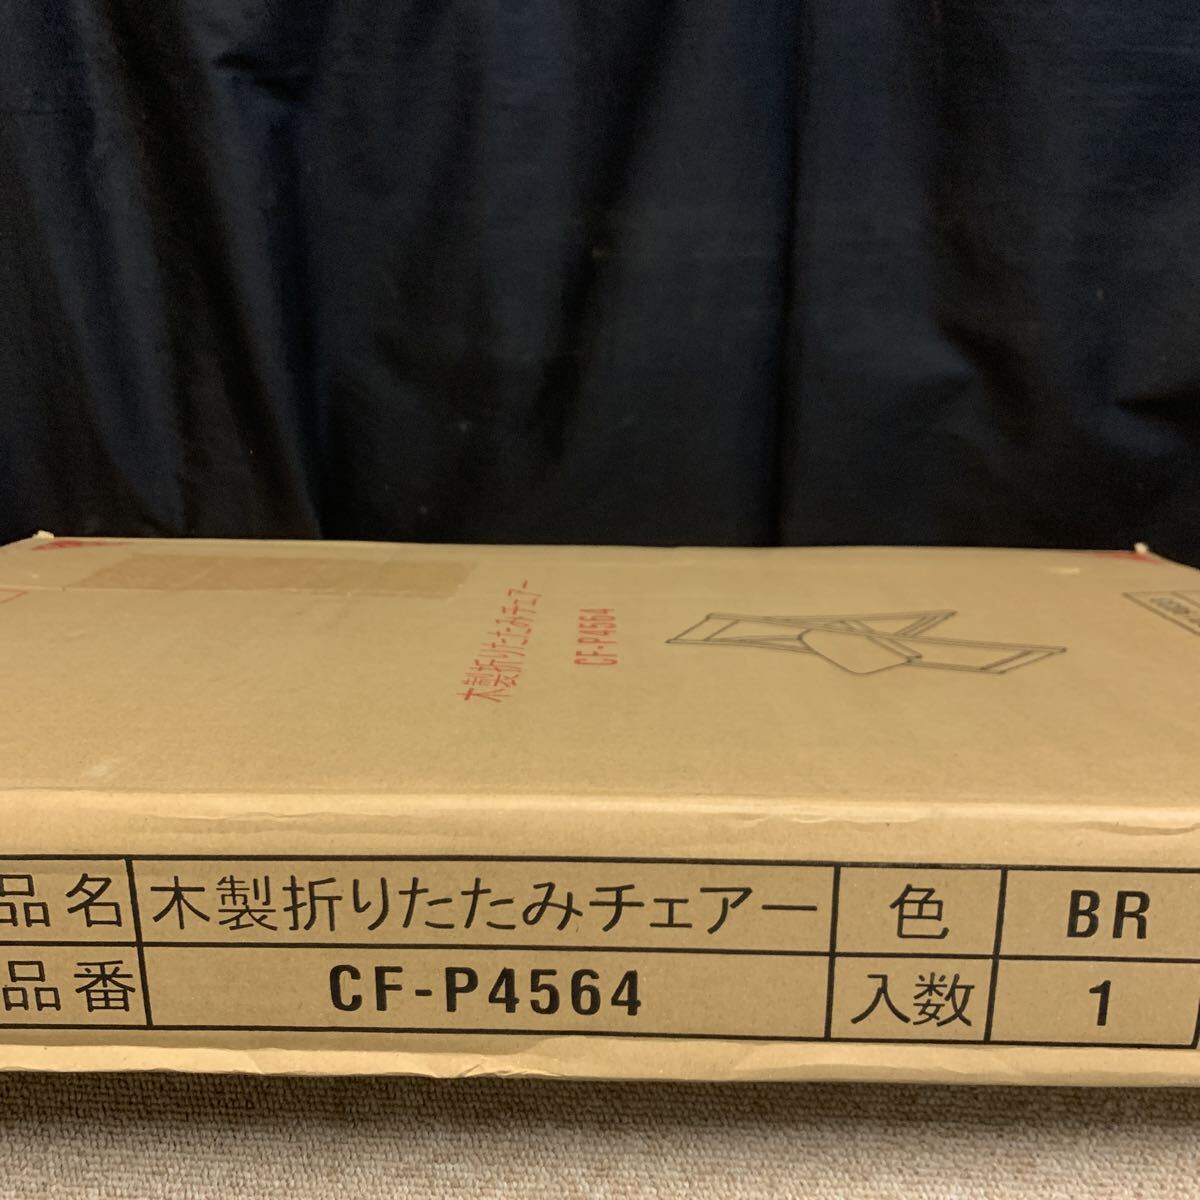 木製折りたたみチェアー
CF-P4564
品名 木製折りたたみチェアー 色 BR
品番 CF-P4564 入数 1